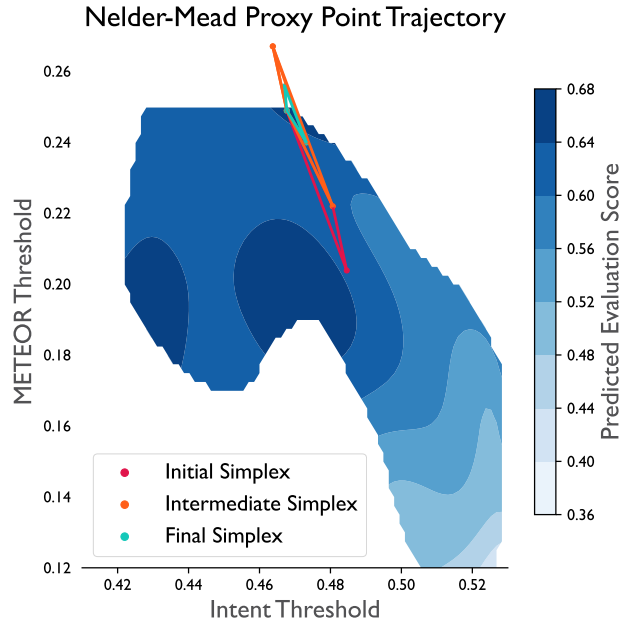 Nelder-Mead Proxy Point Trajectory
METEOR Threshold
0.26
0.24
0.22
0.20
0.18
0.16
0.14
0.12
Initial Simplex
Intermediate Simplex
Final Simplex
0.42 0.44 0.46 0.48 0.50 0.52
Intent Threshold
0.68
0.64
0.60
0.56
0.52
0.48
0.44
0.40
0.36
Predicted Evaluation Score